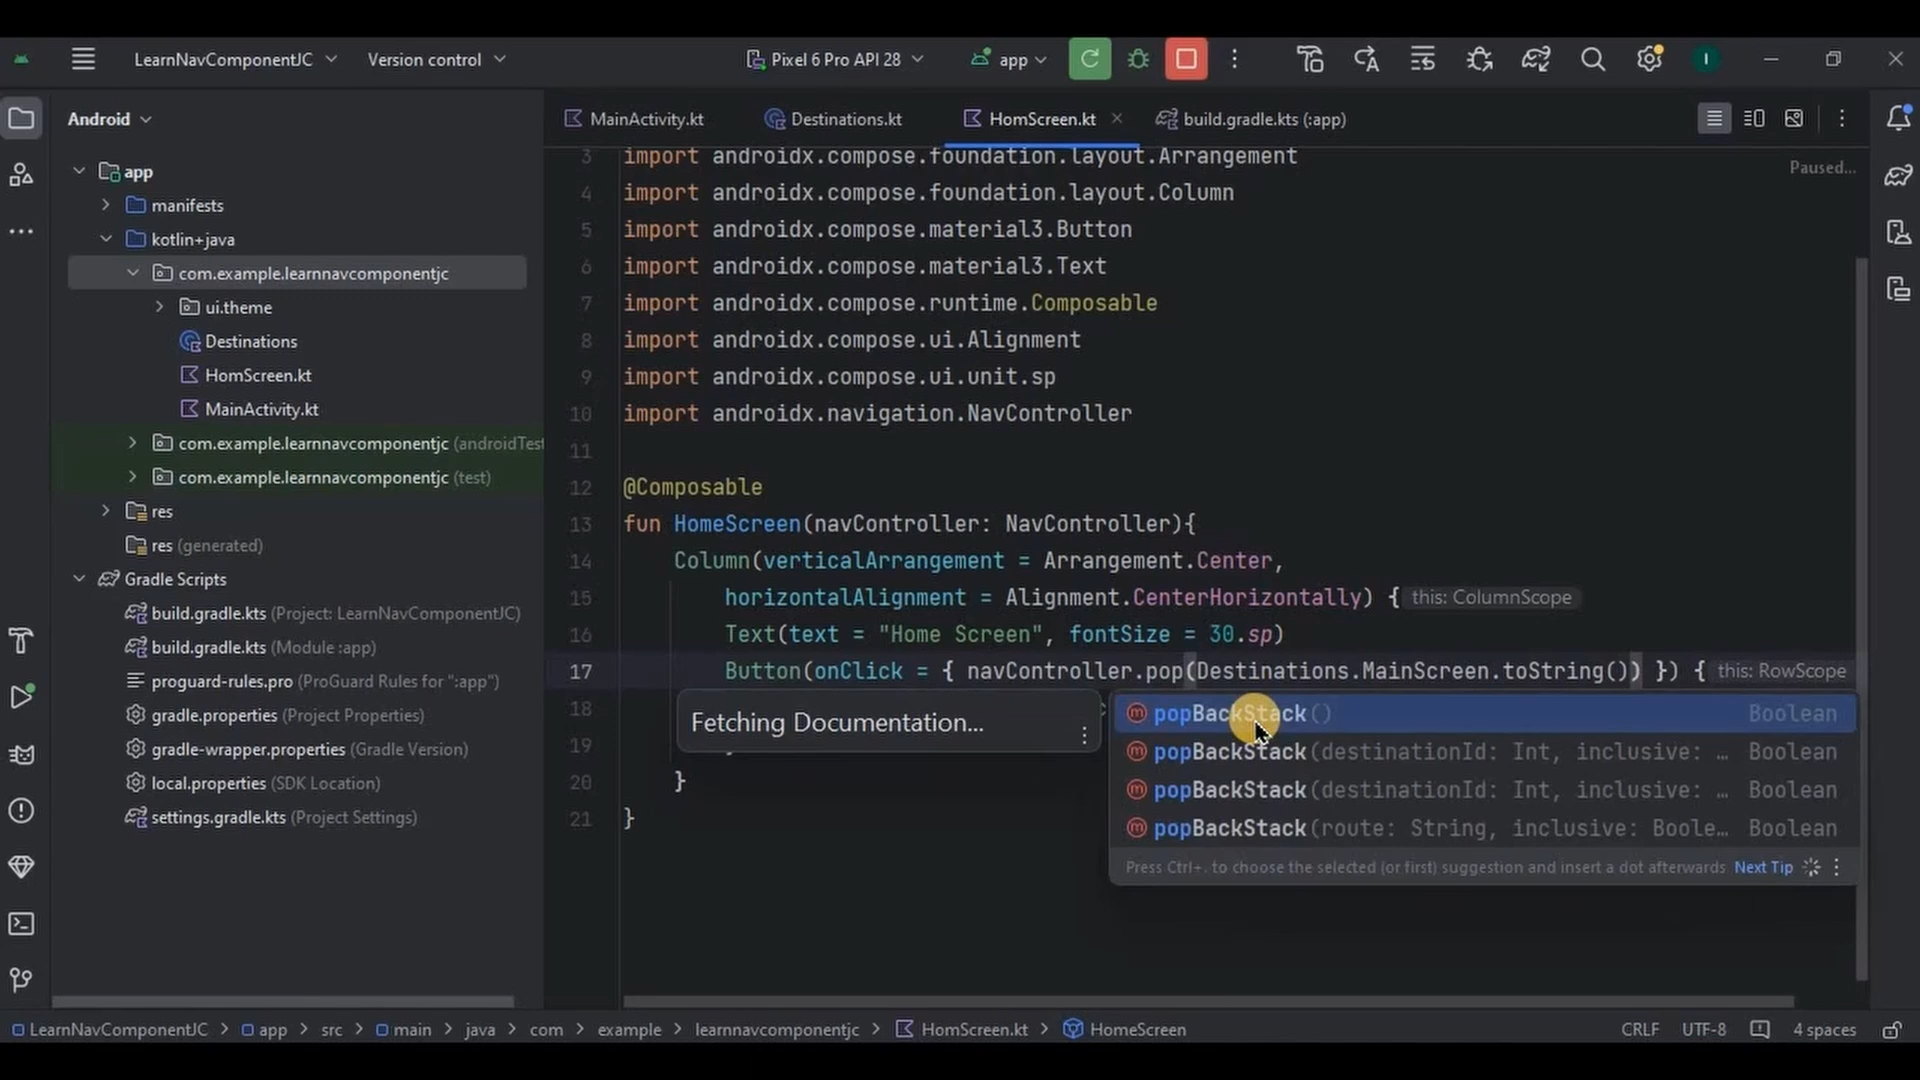 LearnNavComponentJC
Version control
Pixel 6 Pro API 28
app
I
Android
MainActivity.kt
Destinations.kt
HomScreen.kt
build.gradle.kts (:app)
app
manifests
kotlin+java
com.example.learnnavcomponentjc
ui.theme
Destinations
HomScreen.kt
MainActivity.kt
com.example.learnnavcomponentjc (androidTest
com.example.learnnavcomponentjc (test)
res
res (generated)
Gradle Scripts
build.gradle.kts (Project: LearnNavComponentJC)
build.gradle.kts (Module :app)
proguard-rules.pro (ProGuard Rules for ":app")
gradle.properties (Project Properties)
gradle-wrapper.properties (Gradle Version)
local.properties (SDK Location)
settings.gradle.kts (Project Settings)
Paused...
3 import androidx.compose.foundation.layout.Arrangement
4 import androidx.compose.foundation.layout.Column
5 import androidx.compose.material3.Button
6 import androidx.compose.material3.Text
7 import androidx.compose.runtime.Composable
8 import androidx.compose.ui.Alignment
9 import androidx.compose.ui.unit.sp
10 import androidx.navigation.NavController
11
12 @Composable
13 fun HomeScreen(navController: NavController){
14 Column(verticalArrangement = Arrangement.Center,
15 horizontalAlignment = Alignment.CenterHorizontally) { this: ColumnScope
16 Text(text = "Home Screen", fontSize = 30.sp)
17 Button(onClick = { navController.pop(Destinations.MainScreen.toString()) }) { this: RowScope
18
19
20 }
21 }
Fetching Documentation...
popBackStack() Boolean
popBackStack(destinationId: Int, inclusive: … Boolean
popBackStack(destinationId: Int, inclusive: … Boolean
popBackStack(route: String, inclusive: Boole… Boolean
Press Ctrl+. to choose the selected (or first) suggestion and insert a dot afterwards Next Tip
LearnNavComponentJC > app > src > main > java > com > example > learnnavcomponentjc > HomScreen.kt > HomeScreen
CRLF UTF-8 4 spaces